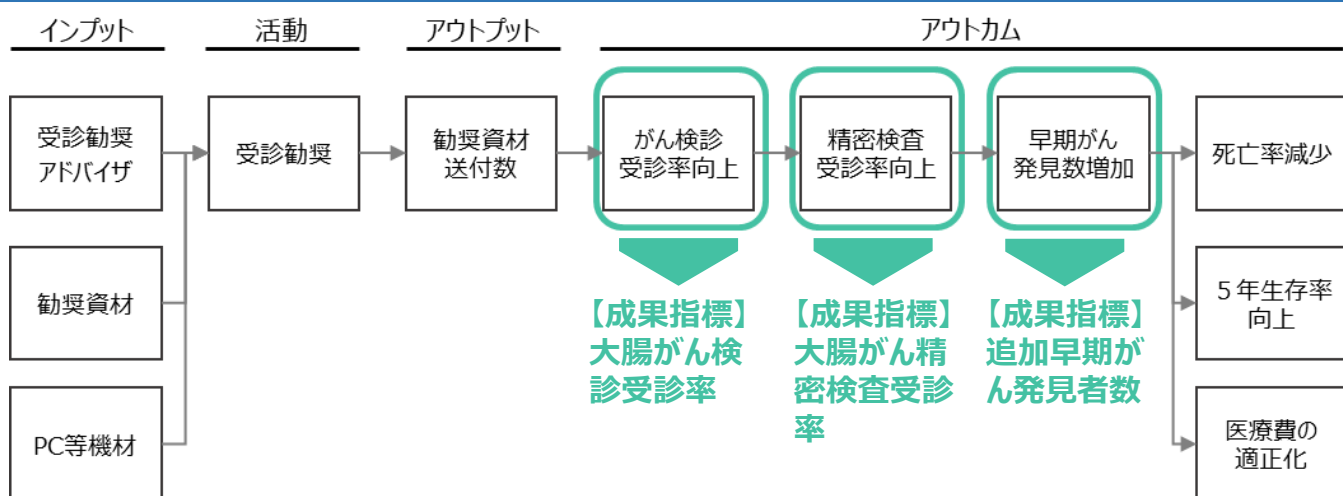 インプット
活動
アウトプット
アウトカム
受診勧奨
アドバイザ
受診勧奨
勧奨資材
送付数
がん検診
受診率向上
精密検査
受診率向上
早期がん
発見数増加
死亡率減少
勧奨資材
【成果指標】
大腸がん検
診受診率
【成果指標】
大腸がん精
密検査受診
率
【成果指標】
追加早期が
ん発見者数
5年生存率
向上
PC等機材
医療費の
適正化